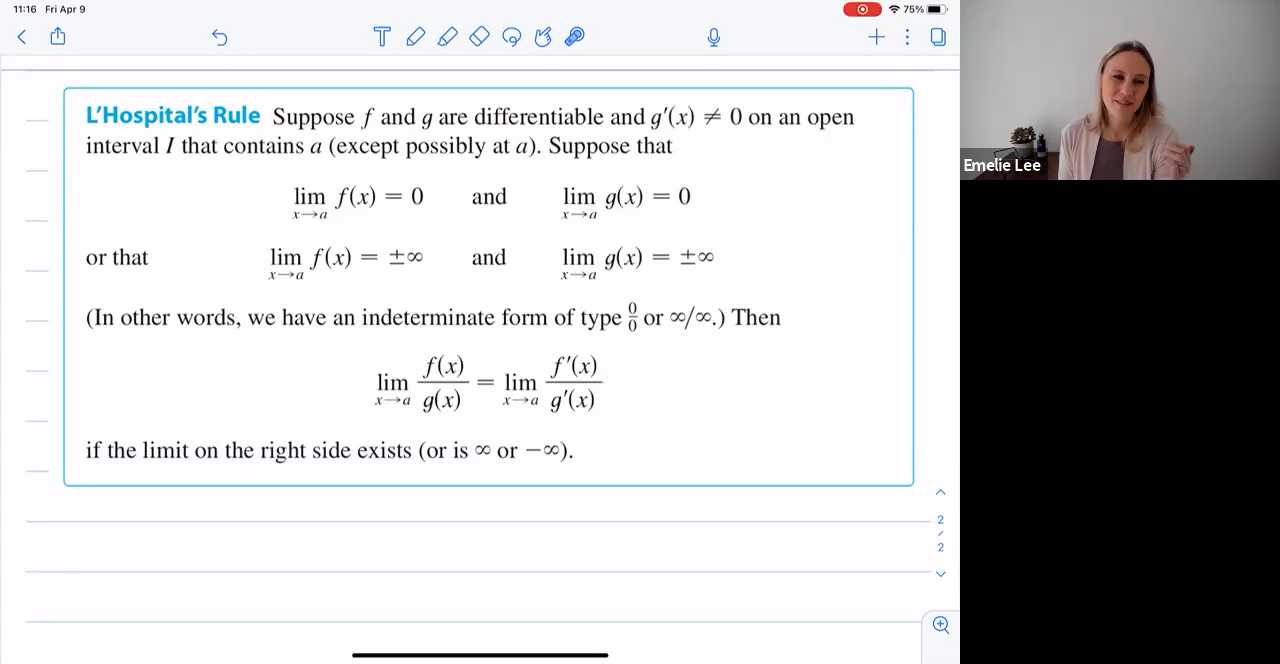 11:16 Fri Apr 9
75%
L'Hospital's Rule Suppose f and g are differentiable and g′(x) ≠ 0 on an open
interval I that contains a (except possibly at a). Suppose that
lim x→a f(x) = 0 and lim x→a g(x) = 0
or that lim x→a f(x) = ±∞ and lim x→a g(x) = ±∞
(In other words, we have an indeterminate form of type 0/0 or ∞/∞.) Then
lim x→a f(x)/g(x) = lim x→a f′(x)/g′(x)
if the limit on the right side exists (or is ∞ or −∞).
2
/
2
Emelie Lee